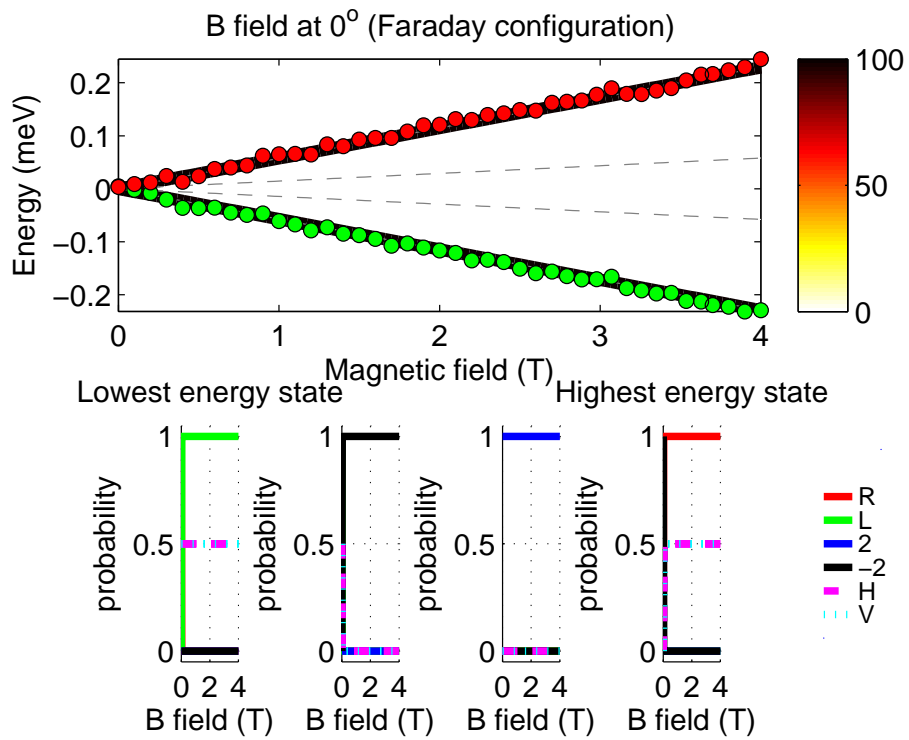 B field at 0° (Faraday configuration)
Energy (meV)
0.2
0.1
0
−0.1
−0.2
0 1 2 3 4
Magnetic field (T)
100
50
0
Lowest energy state
Highest energy state
probability
1
0.5
0
0 2 4
B field (T)
probability
1
0.5
0
0 2 4
B field (T)
probability
1
0.5
0
0 2 4
B field (T)
probability
1
0.5
0
0 2 4
B field (T)
R
L
2
−2
H
V